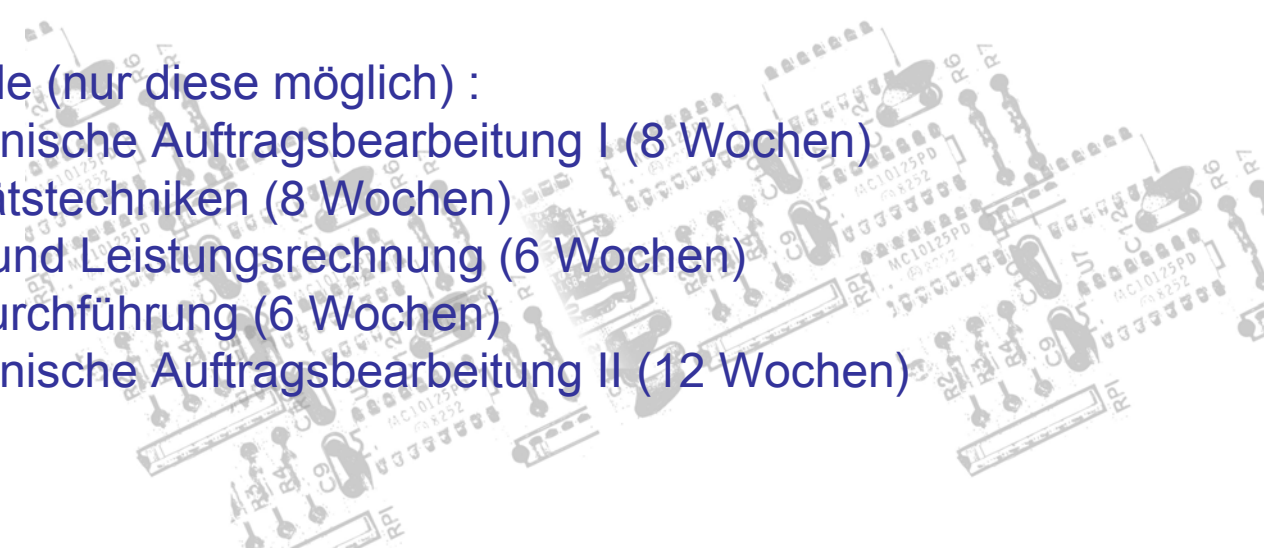 le (nur diese möglich) :
nische Auftragsbearbeitung I (8 Wochen)
itstechniken (8 Wochen)
und Leistungsrechnung (6 Wochen)
urchführung (6 Wochen)
nische Auftragsbearbeitung II (12 Wochen)